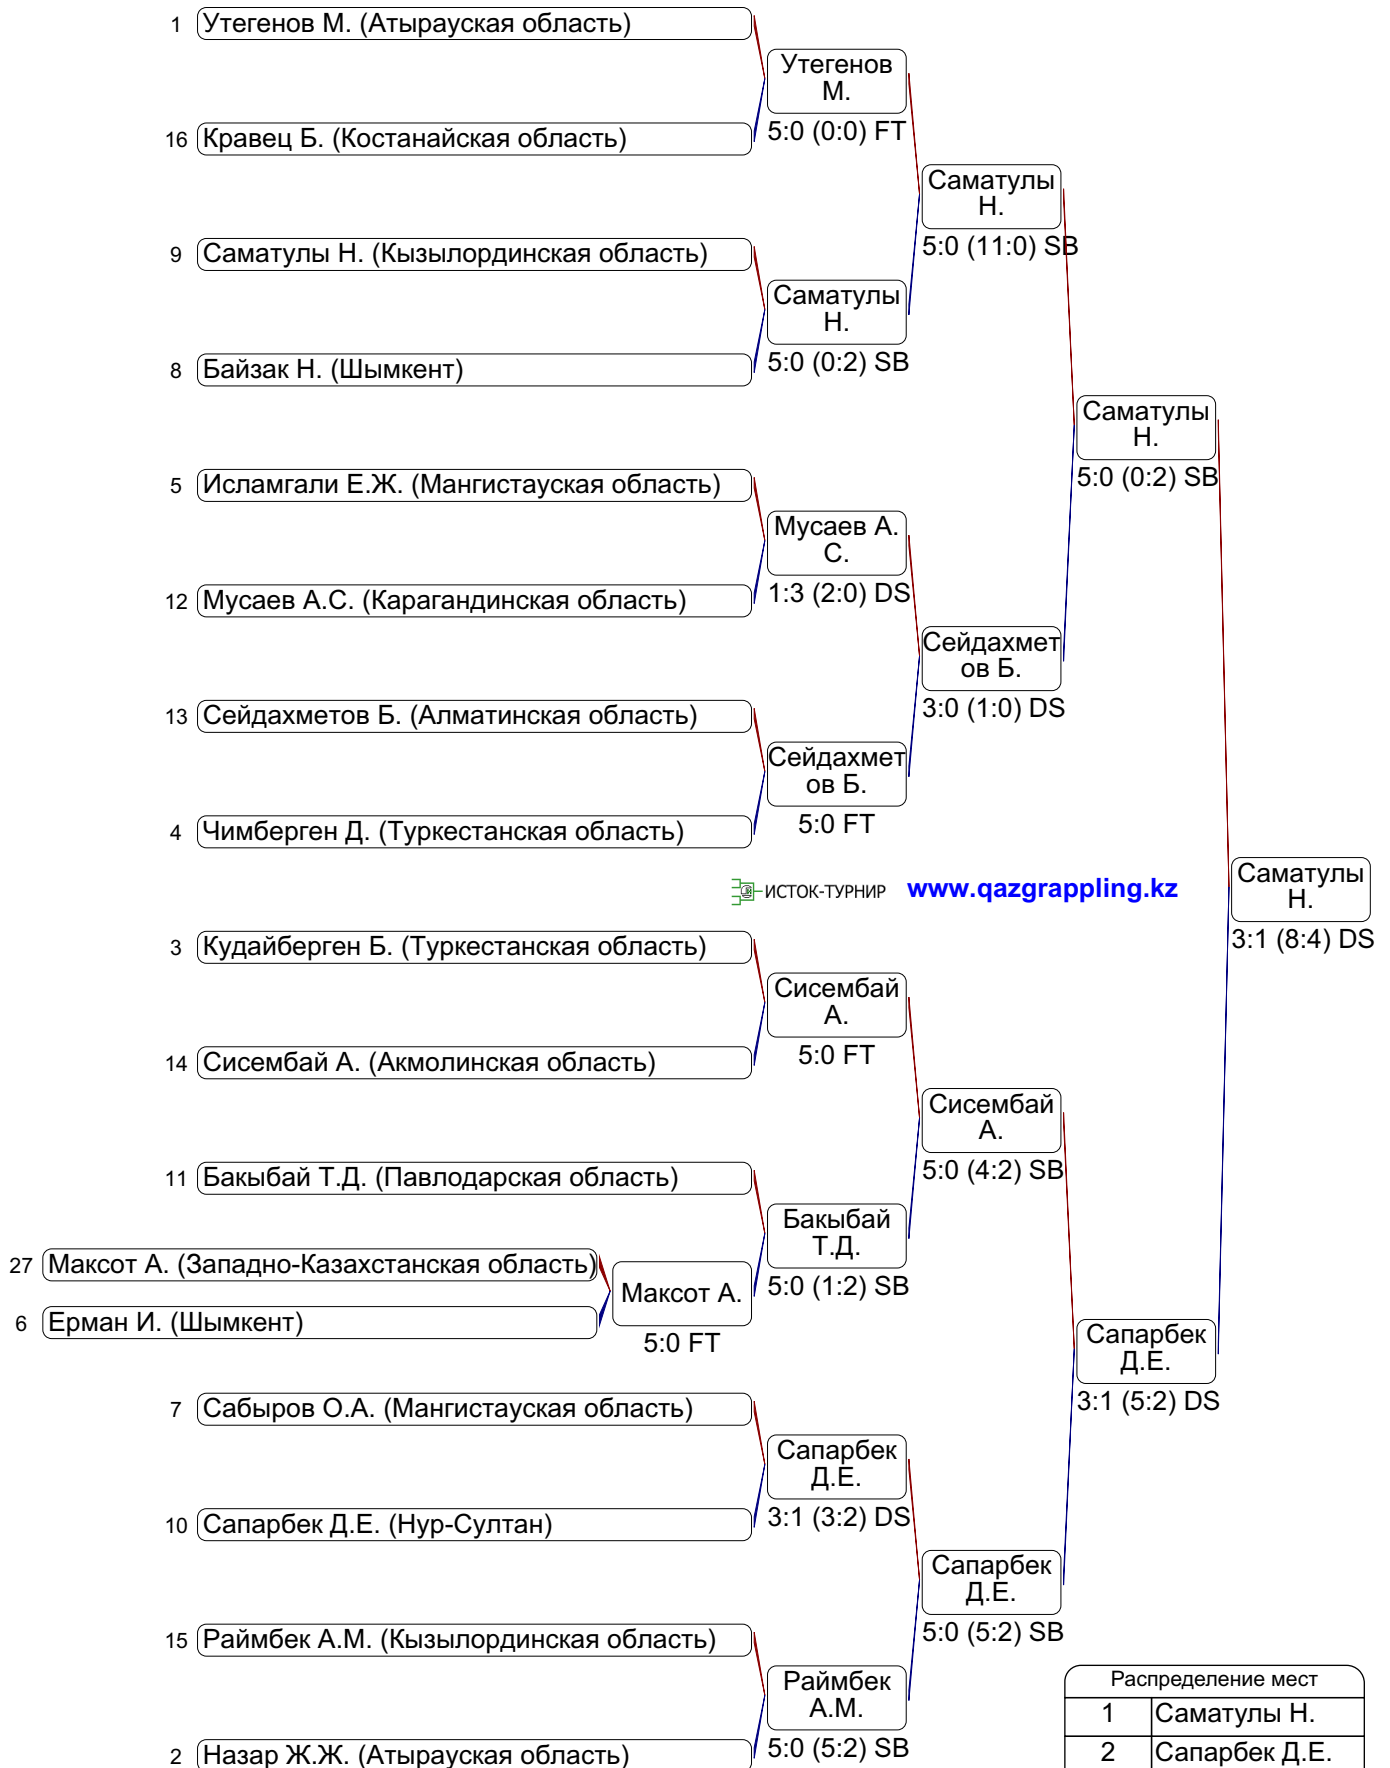 1 Утегенов М. (Атырауская область)
Утегенов
М.
16 Кравец Б. (Костанайская область)
5:0 (0:0) FT
Саматулы
Н.
5:0 (11:0) SB
9 Саматулы Н. (Кызылординская область)
Саматулы
Н.
8 Байзак Н. (Шымкент)
5:0 (0:2) SB
Саматулы
Н.
5:0 (0:2) SB
5 Исламгали Е.Ж. (Мангистауская область)
Мусаев А.
С.
12 Мусаев А.С. (Карагандинская область)
1:3 (2:0) DS
Сейдахмет
ов Б.
3:0 (1:0) DS
13 Сейдахметов Б. (Алматинская область)
Сейдахмет
ов Б.
4 Чимберген Д. (Туркестанская область)
5:0 FT
ИСТОК-ТУРНИР www.qazgrappling.kz
Саматулы
Н.
3:1 (8:4) DS
3 Кудайберген Б. (Туркестанская область)
Сисембай
А.
14 Сисембай А. (Акмолинская область)
5:0 FT
Сисембай
А.
5:0 (4:2) SB
11 Бакыбай Т.Д. (Павлодарская область)
Бакыбай
Т.Д.
27 Максот А. (Западно-Казахстанская область)
Максот А.
5:0 (1:2) SB
6 Ерман И. (Шымкент)
5:0 FT
Сапарбек
Д.Е.
3:1 (5:2) DS
7 Сабыров О.А. (Мангистауская область)
Сапарбек
Д.Е.
10 Сапарбек Д.Е. (Нур-Султан)
3:1 (3:2) DS
Сапарбек
Д.Е.
5:0 (5:2) SB
15 Раймбек А.М. (Кызылординская область)
Раймбек
А.М.
2 Назар Ж.Ж. (Атырауская область)
5:0 (5:2) SB
Распределение мест
1 Саматулы Н.
2 Сапарбек Д.Е.